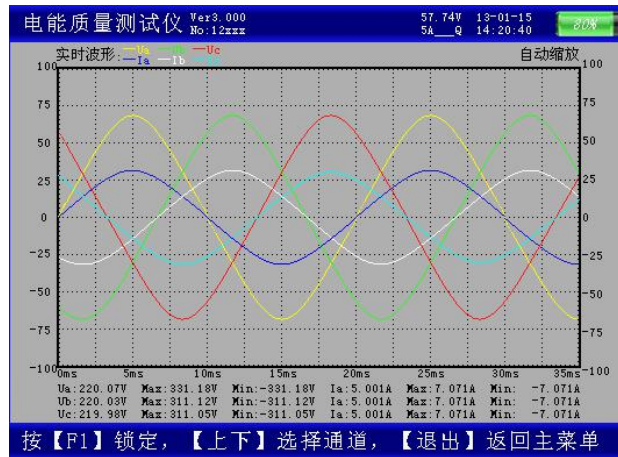 电能质量测试仪 Ver3.000 No:12xxx 57.74V 5A__Q 13-01-15 14:20:40 80%
实时波形: Ua Ub Uc 自动缩放
Ia Ib
100 100
75 75
50 50
25 25
0 0
-25 -25
-50 -50
-75 -75
-100 0ms 5ms 10ms 15ms 20ms 25ms 30ms 35ms -100
Ua:220.07V Max:331.18V Min:-331.18V Ia:5.001A Max:7.071A Min: -7.071A
Ub:220.03V Max:311.12V Min:-311.12V Ia:5.001A Max:7.071A Min: -7.071A
Uc:219.98V Max:311.05V Min:-311.05V Ia:5.001A Max:7.071A Min: -7.071A
按【F1】锁定，【上下】选择通道，【退出】返回主菜单